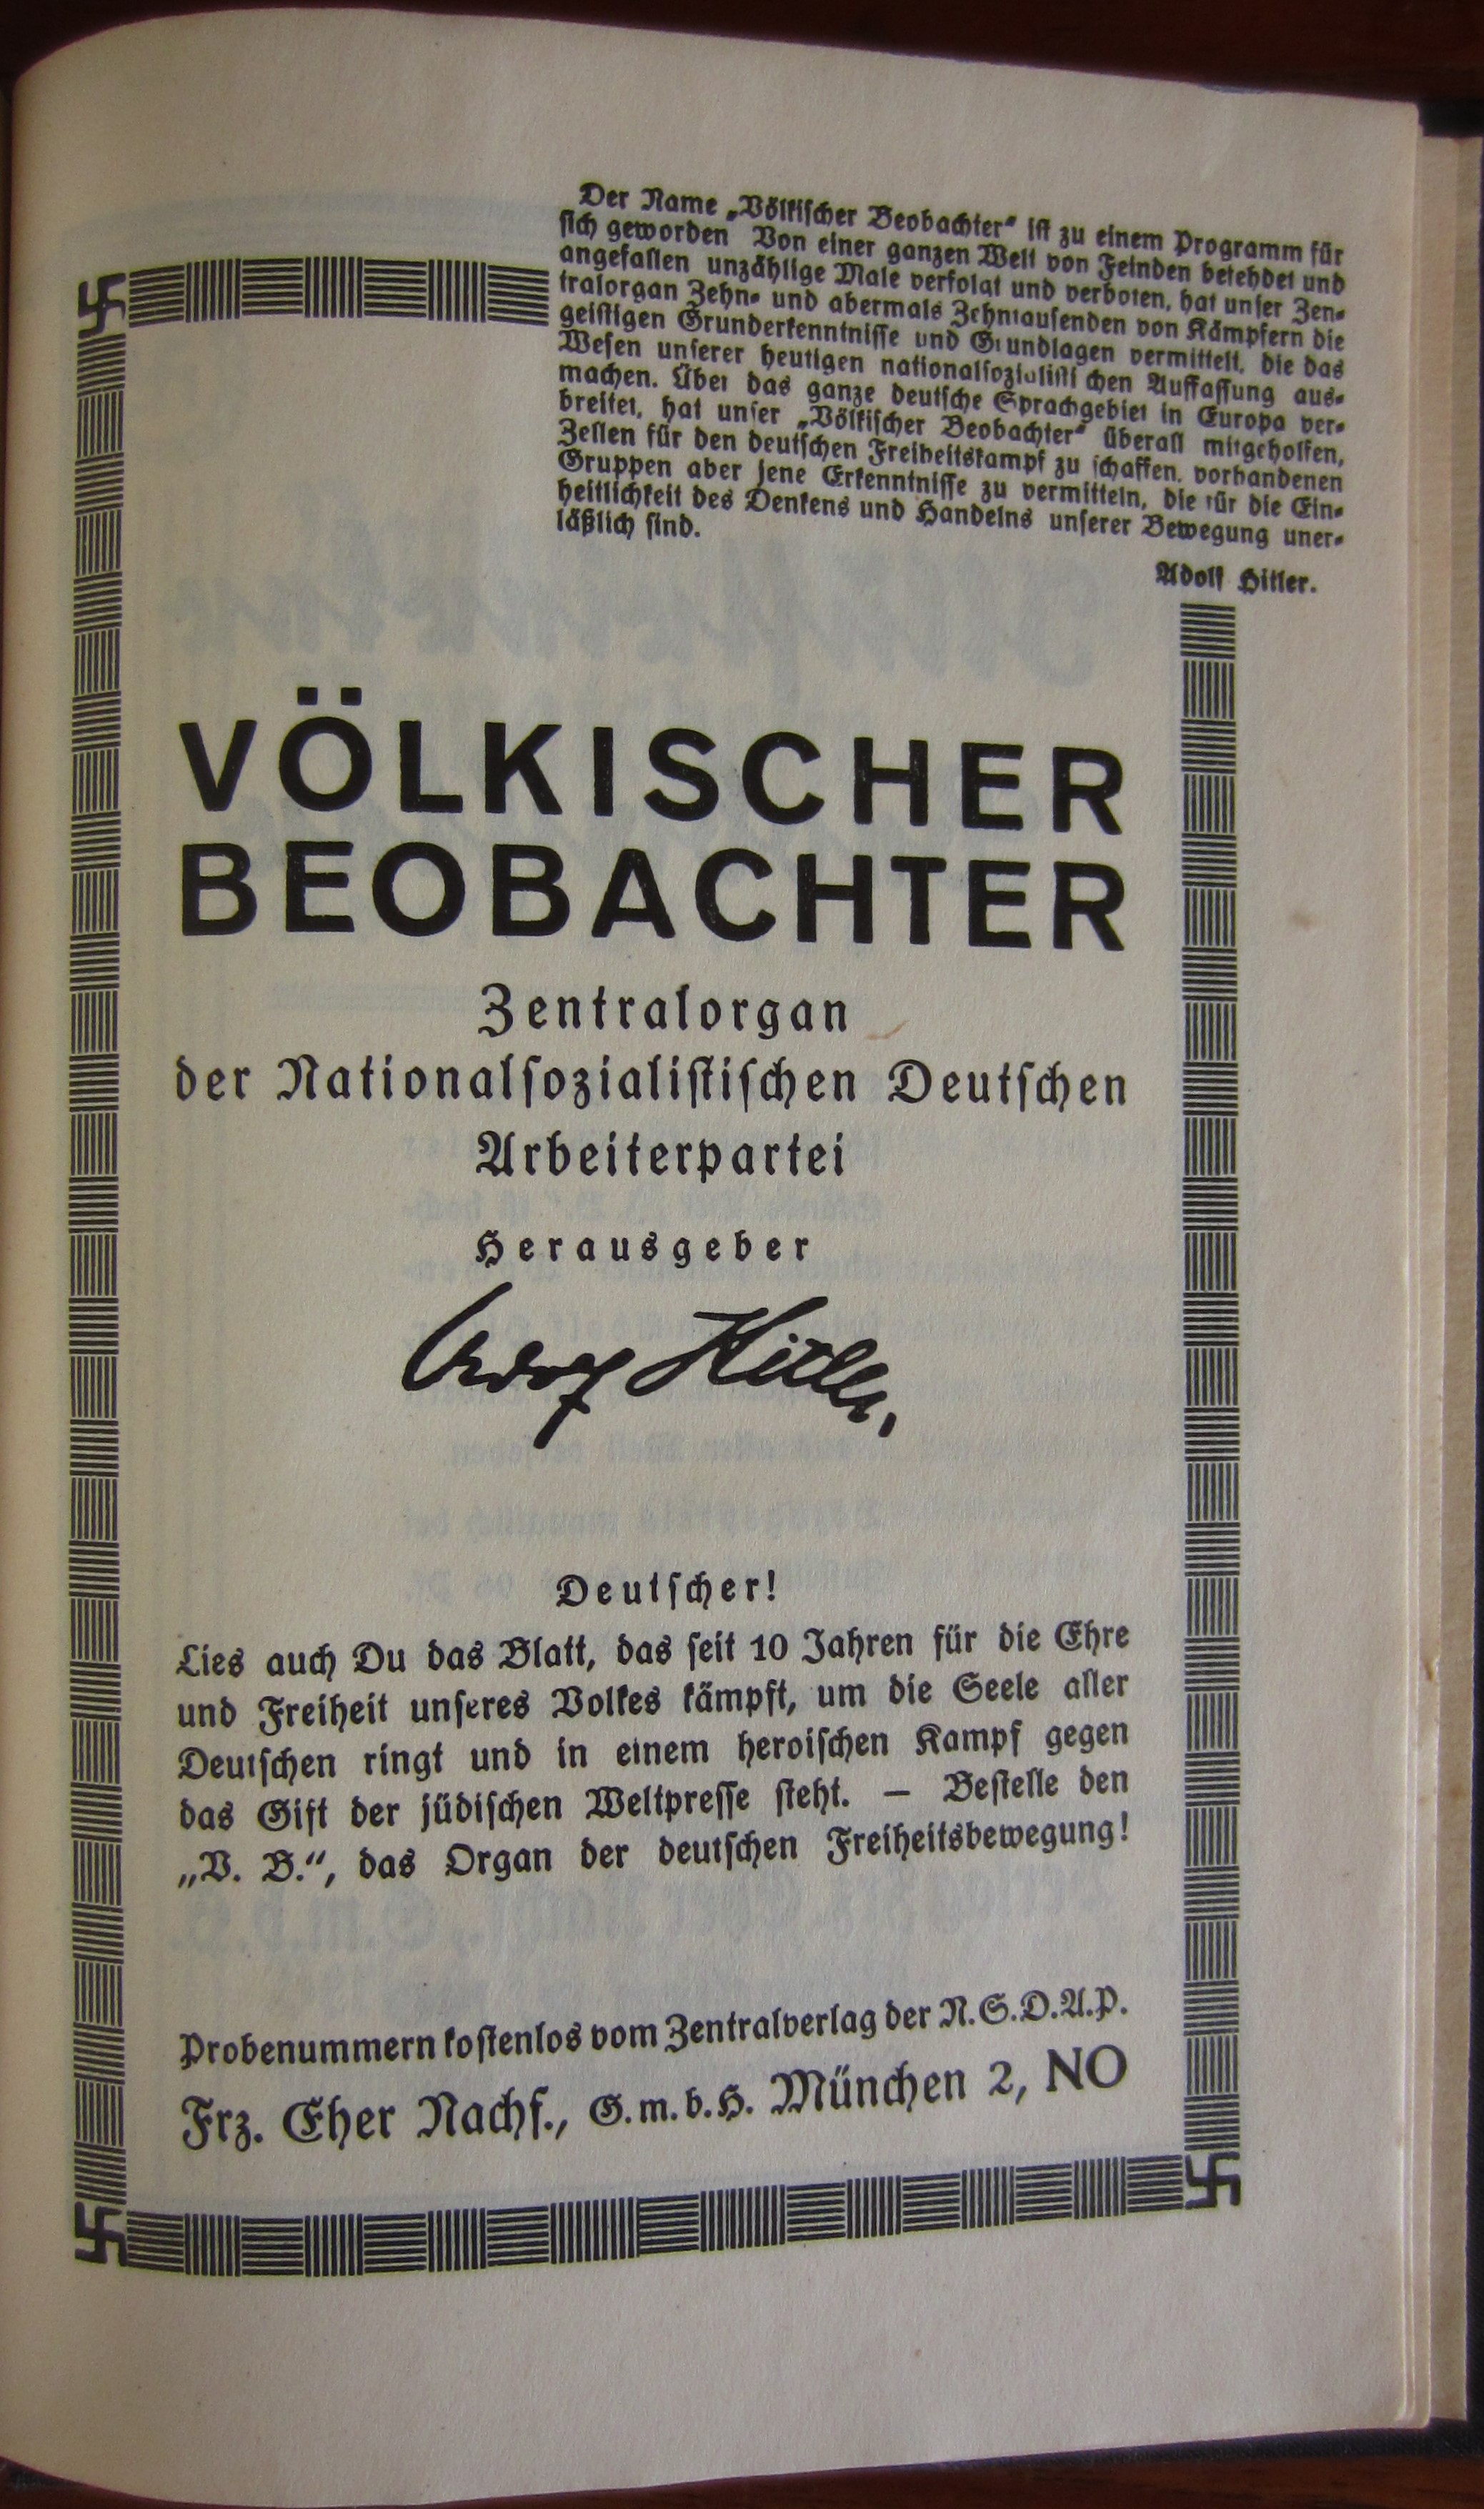 Der Name „Völkischer Beobachter“ ist zu einem Programm für
sich geworden Von einer ganzen Welt von Feinden befehdet und
angefallen unzählige Male verfolgt und verboten, hat unser Zen-
tralorgan Zehn- und abermals Zehntausenden von Kämpfern die
geistigen Grunderkenntnisse und Grundlagen vermittelt, die das
Wesen unserer heutigen nationalsozialistischen Auffassung aus-
machen. Über das ganze deutsche Sprachgebiet in Europa ver-
breitet, hat unser „Völkischer Beobachter“ überall mitgeholfen,
Zellen für den deutschen Freiheitskampf zu schaffen, vorhandenen
Gruppen aber jene Erkenntnisse zu vermitteln, die für die Ein-
heitlichkeit des Denkens und Handelns unserer Bewegung uner-
läßlich sind.
Adolf Hitler.
VÖLKISCHER
BEOBACHTER
Zentralorgan
der Nationalsozialistischen Deutschen
Arbeiterpartei
Herausgeber
Adolf Hitler
Deutscher!
Lies auch Du das Blatt, das seit 10 Jahren für die Ehre
und Freiheit unseres Volkes kämpft, um die Seele aller
Deutschen ringt und in einem heroischen Kampf gegen
das Gift der jüdischen Weltpresse steht. — Bestelle den
„V. B.“, das Organ der deutschen Freiheitsbewegung!
Probenummern kostenlos vom Zentralverlag der N.S.D.A.P.
Frz. Eher Nachf., G.m.b.H. München 2, NO